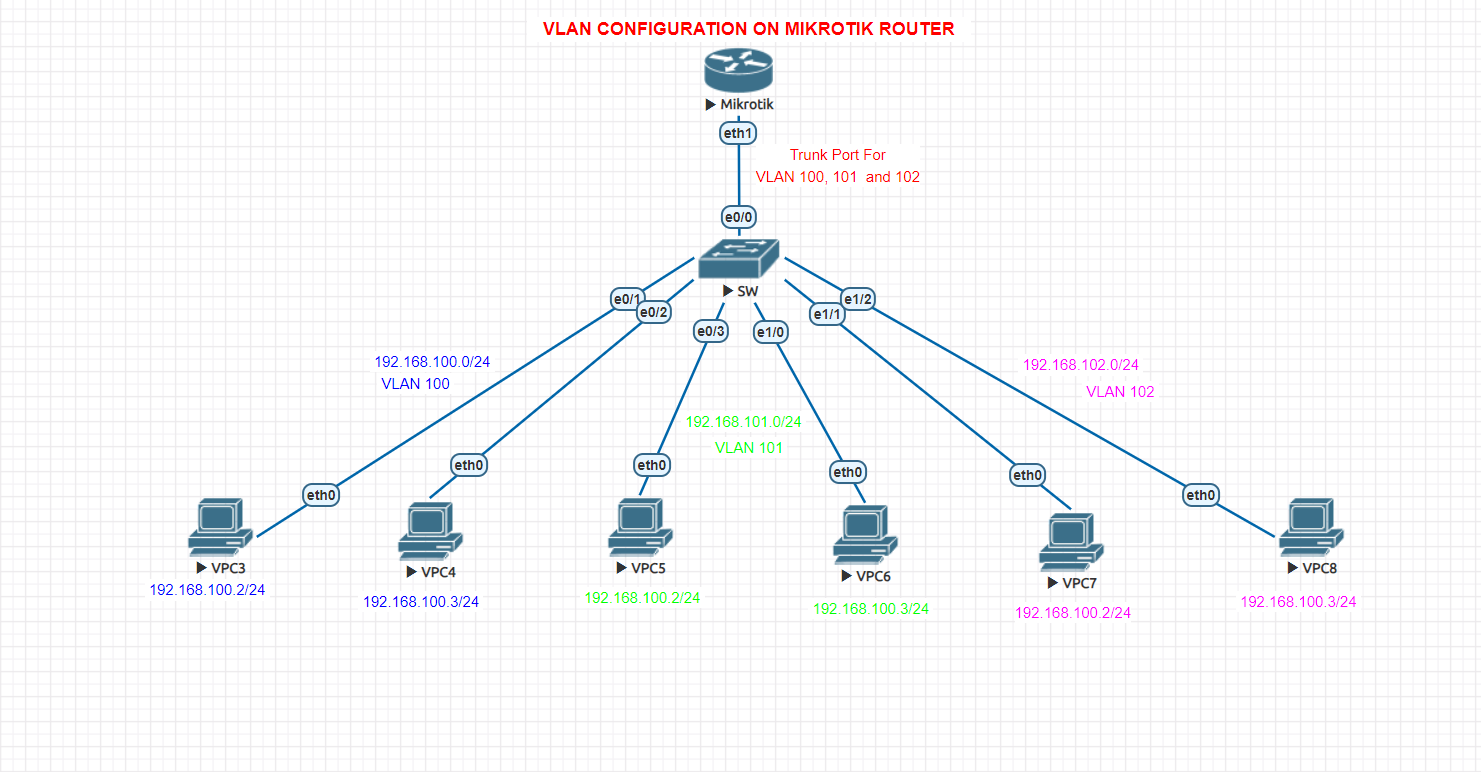 VLAN CONFIGURATION ON MIKROTIK ROUTER
Mikrotik
eth1
Trunk Port For
VLAN 100, 101 and 102
e0/0
SW
e0/1
e0/2
e0/3
e1/0
e1/1
e1/2
192.168.100.0/24
VLAN 100
192.168.101.0/24
VLAN 101
192.168.102.0/24
VLAN 102
eth0
eth0
eth0
eth0
eth0
eth0
VPC3
192.168.100.2/24
VPC4
192.168.100.3/24
VPC5
192.168.100.2/24
VPC6
192.168.100.3/24
VPC7
192.168.100.2/24
VPC8
192.168.100.3/24